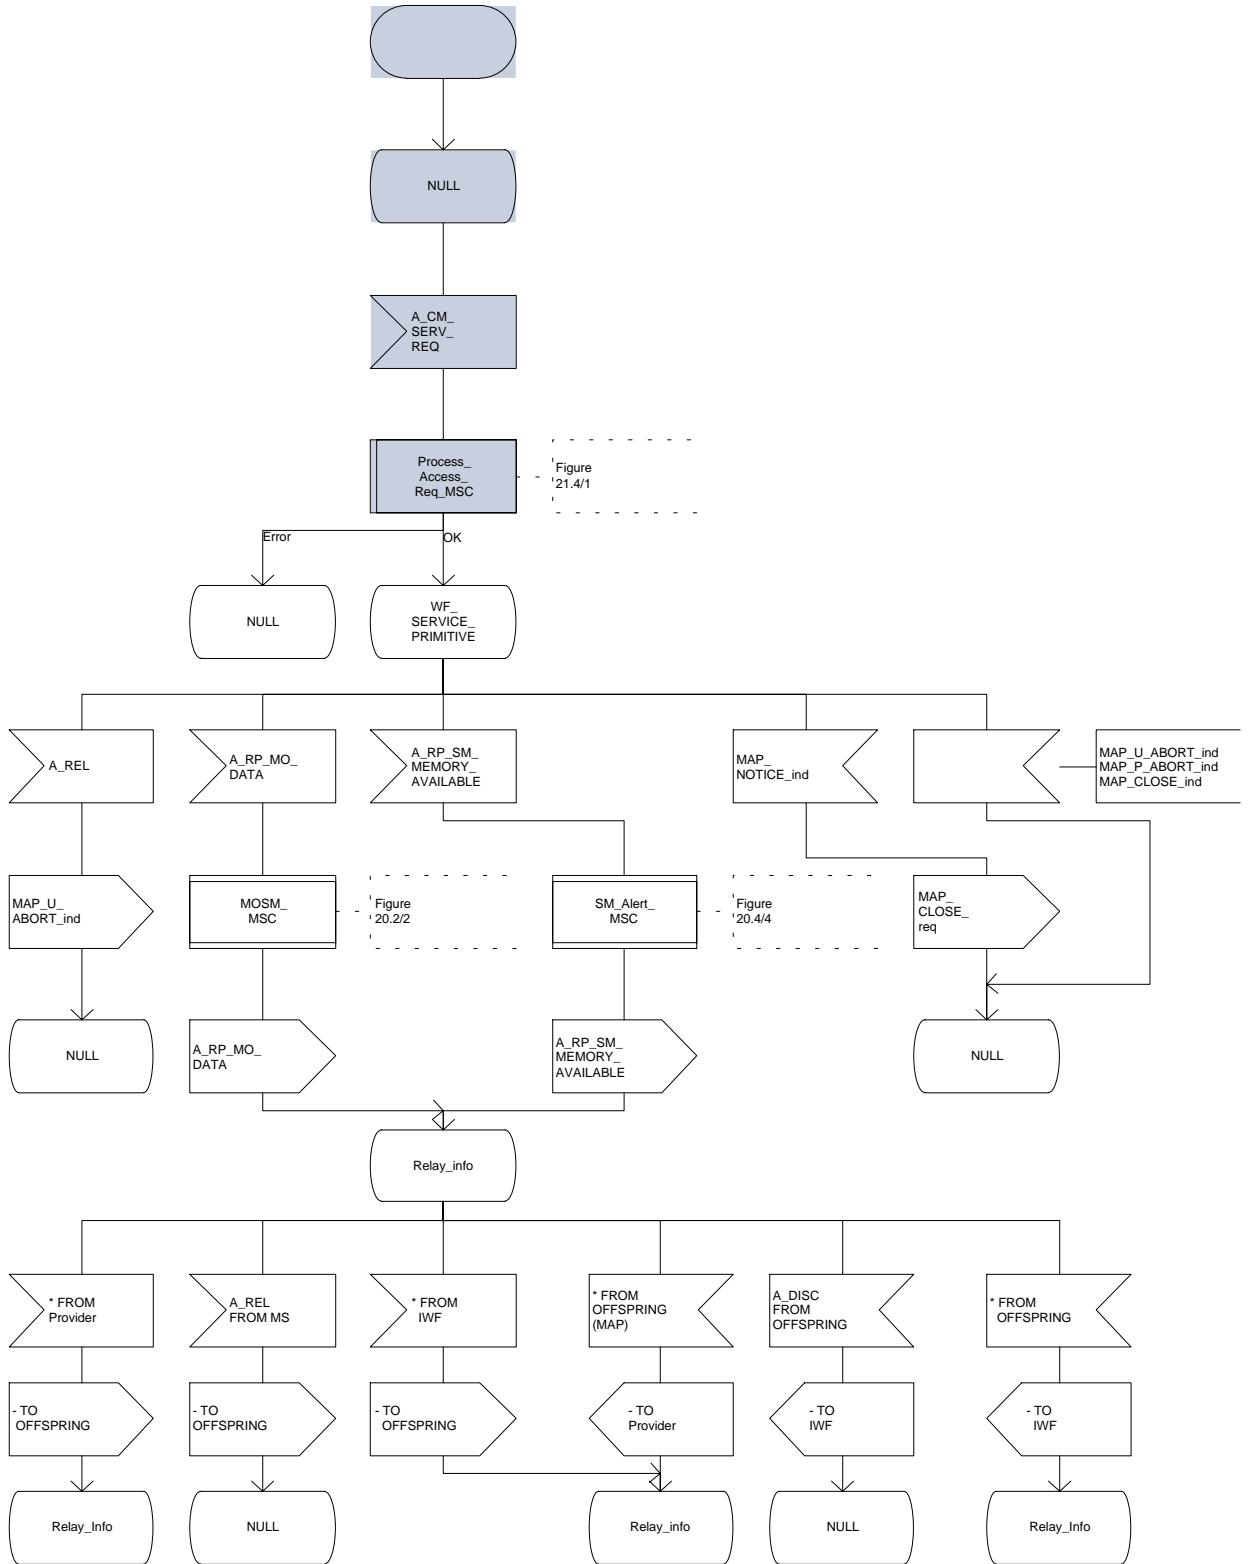 NULL
A_CM_
SERV_
REQ
Process_
Access_
Req_MSC
Figure
21.4/1
Error
OK
NULL
WF_
SERVICE_
PRIMITIVE
A_REL
A_RP_MO_
DATA
A_RP_SM_
MEMORY_
AVAILABLE
MAP_
NOTICE_ind
MAP_U_ABORT_ind
MAP_P_ABORT_ind
MAP_CLOSE_ind
MAP_U_
ABORT_ind
MOSM_
MSC
Figure
20.2/2
SM_Alert_
MSC
Figure
20.4/4
MAP_
CLOSE_
req
NULL
A_RP_MO_
DATA
A_RP_SM_
MEMORY_
AVAILABLE
NULL
Relay_info
* FROM
Provider
A_REL
FROM MS
* FROM
IWF
* FROM
OFFSPRING
(MAP)
A_DISC
FROM
OFFSPRING
* FROM
OFFSPRING
- TO
OFFSPRING
- TO
OFFSPRING
- TO
OFFSPRING
- TO
Provider
- TO
IWF
- TO
IWF
Relay_Info
NULL
Relay_info
NULL
Relay_Info